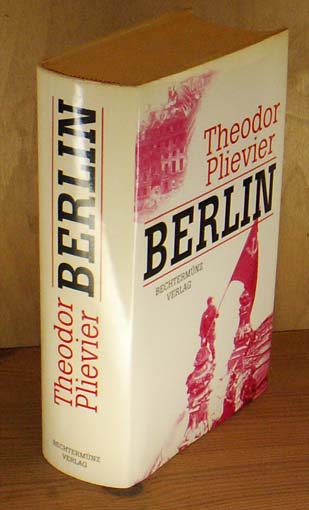 Theodor
Plievier
BERLIN
BECHTERMÜNZ
VERLAG
Theodor
Plievier
BERLIN
BECHTERMÜNZ
VERLAG